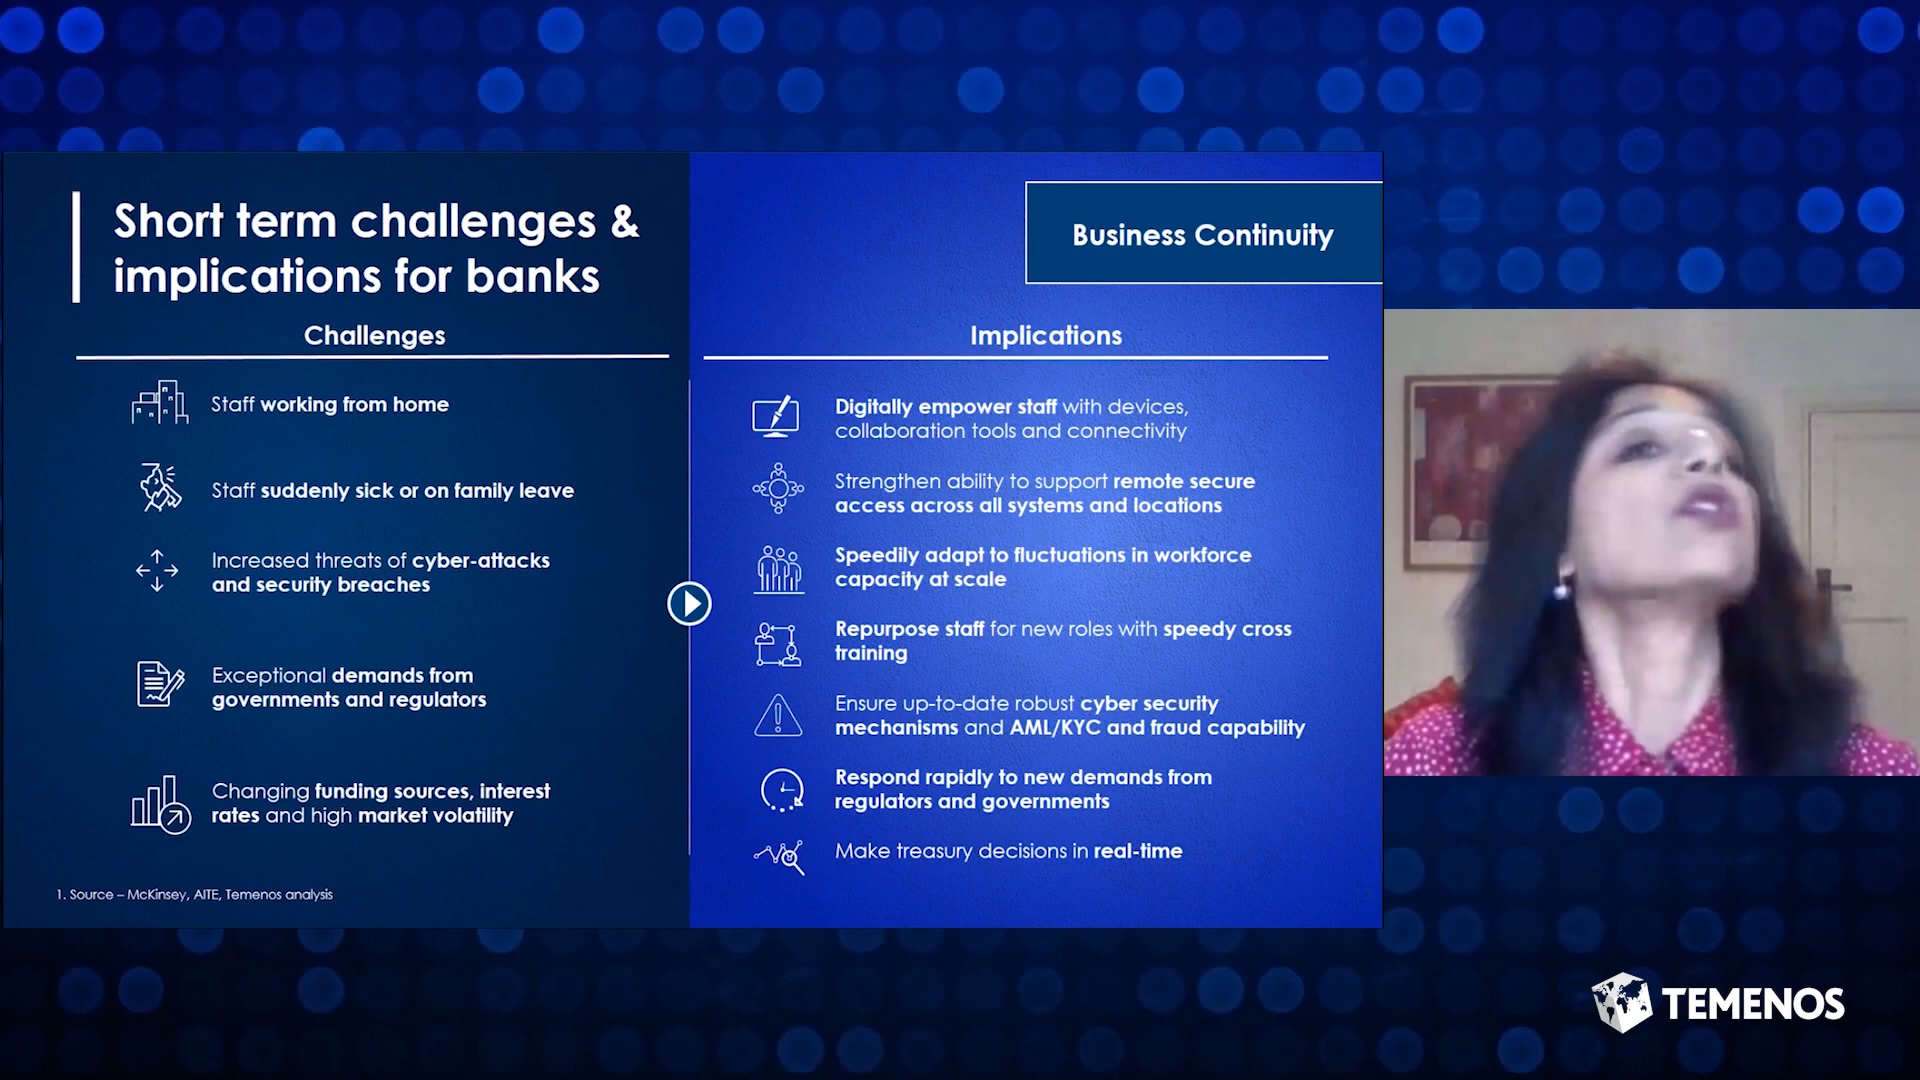 Short term challenges &
implications for banks
Business Continuity
Challenges
Staff working from home
Staff suddenly sick or on family leave
Increased threats of cyber-attacks
and security breaches
Exceptional demands from
governments and regulators
Changing funding sources, interest
rates and high market volatility
1. Source – McKinsey, AITE, Temenos analysis
Implications
Digitally empower staff with devices,
collaboration tools and connectivity
Strengthen ability to support remote secure
access across all systems and locations
Speedily adapt to fluctuations in workforce
capacity at scale
Repurpose staff for new roles with speedy cross
training
Ensure up-to-date robust cyber security
mechanisms and AML/KYC and fraud capability
Respond rapidly to new demands from
regulators and governments
Make treasury decisions in real-time
TEMENOS